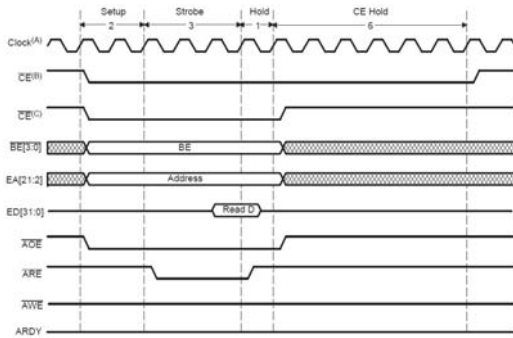 Setup Strobe Hold CE Hold
2 3 1 6
Clock(A)
CE(B)
CE(C)
BE[3:0] BE
EA[21:2] Address
ED[31:0] Read D
AOE
ARE
AWE
ARDY